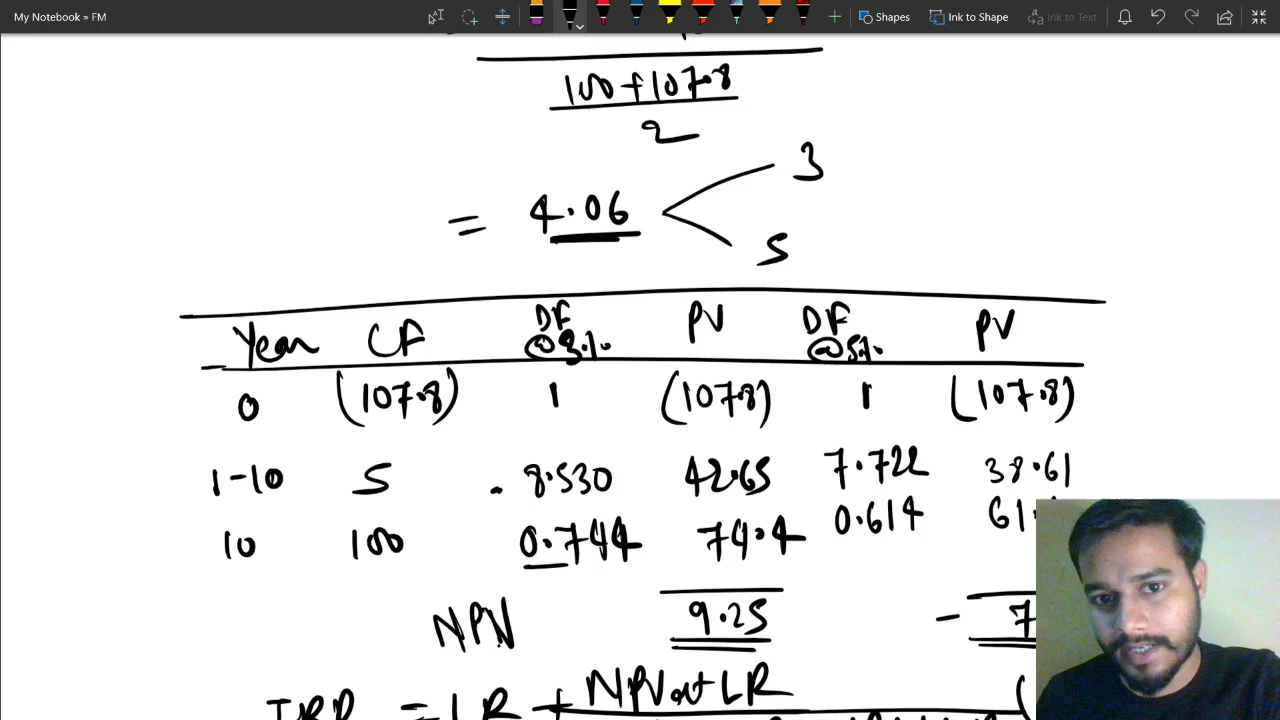 My Notebook » FM
Shapes Ink to Shape Ink to Text
100 + 107.8
2
= 4.06 3
5
Year CF DF @3% PV DF @5% PV
0 (107.8) 1 (107.8) 1 (107.8)
1-10 5 8.530 42.65 7.722 38.61
10 100 0.744 74.4 0.614 61.
NPV 9.25 - 7
IRR = LR + NPV at LR (